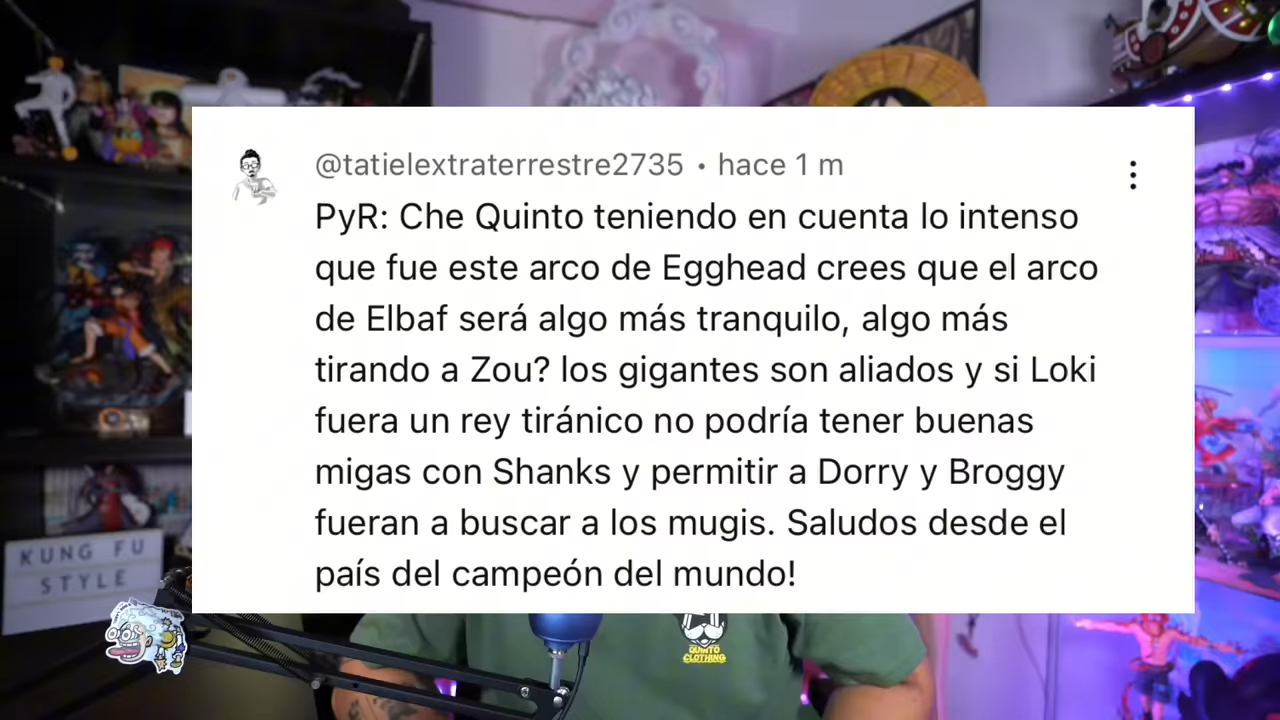 @tatielextraterrestre2735 • hace 1 m
PyR: Che Quinto teniendo en cuenta lo intenso
que fue este arco de Egghead crees que el arco
de Elbaf será algo más tranquilo, algo más
tirando a Zou? los gigantes son aliados y si Loki
fuera un rey tiránico no podría tener buenas
migas con Shanks y permitir a Dorry y Broggy
fueran a buscar a los mugis. Saludos desde el
país del campeón del mundo!
KUNG FU
STYLE
QUINTO
CLOTHING